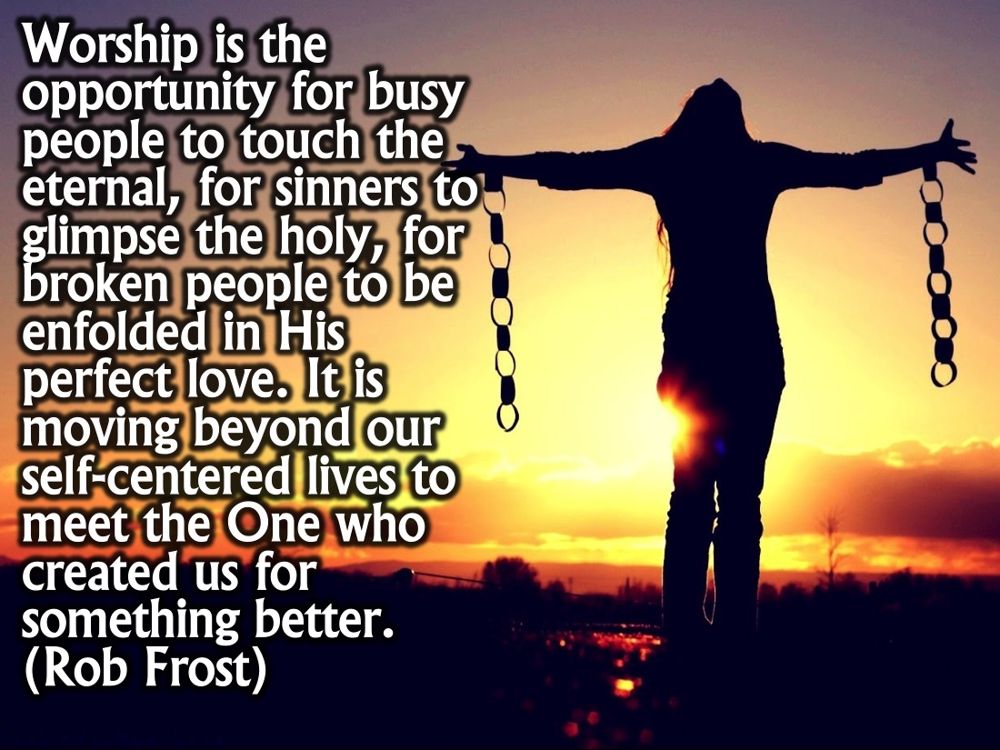 Worship is the
opportunity for busy
people to touch the
eternal, for sinners to
glimpse the holy, for
broken people to be
enfolded in His
perfect love. It is
moving beyond our
self-centered lives to
meet the One who
created us for
something better.
(Rob Frost)